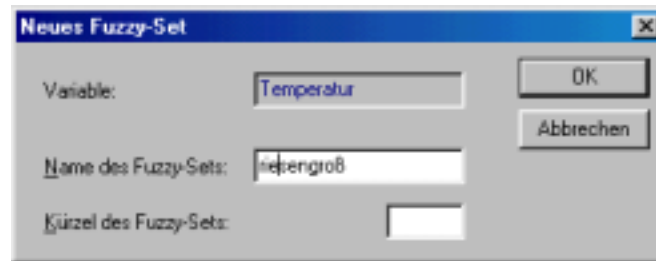 Neues Fuzzy-Set
Variable: Temperatur OK
Abbrechen
Name des Fuzzy-Sets: riesengroß
Kürzel des Fuzzy-Sets: